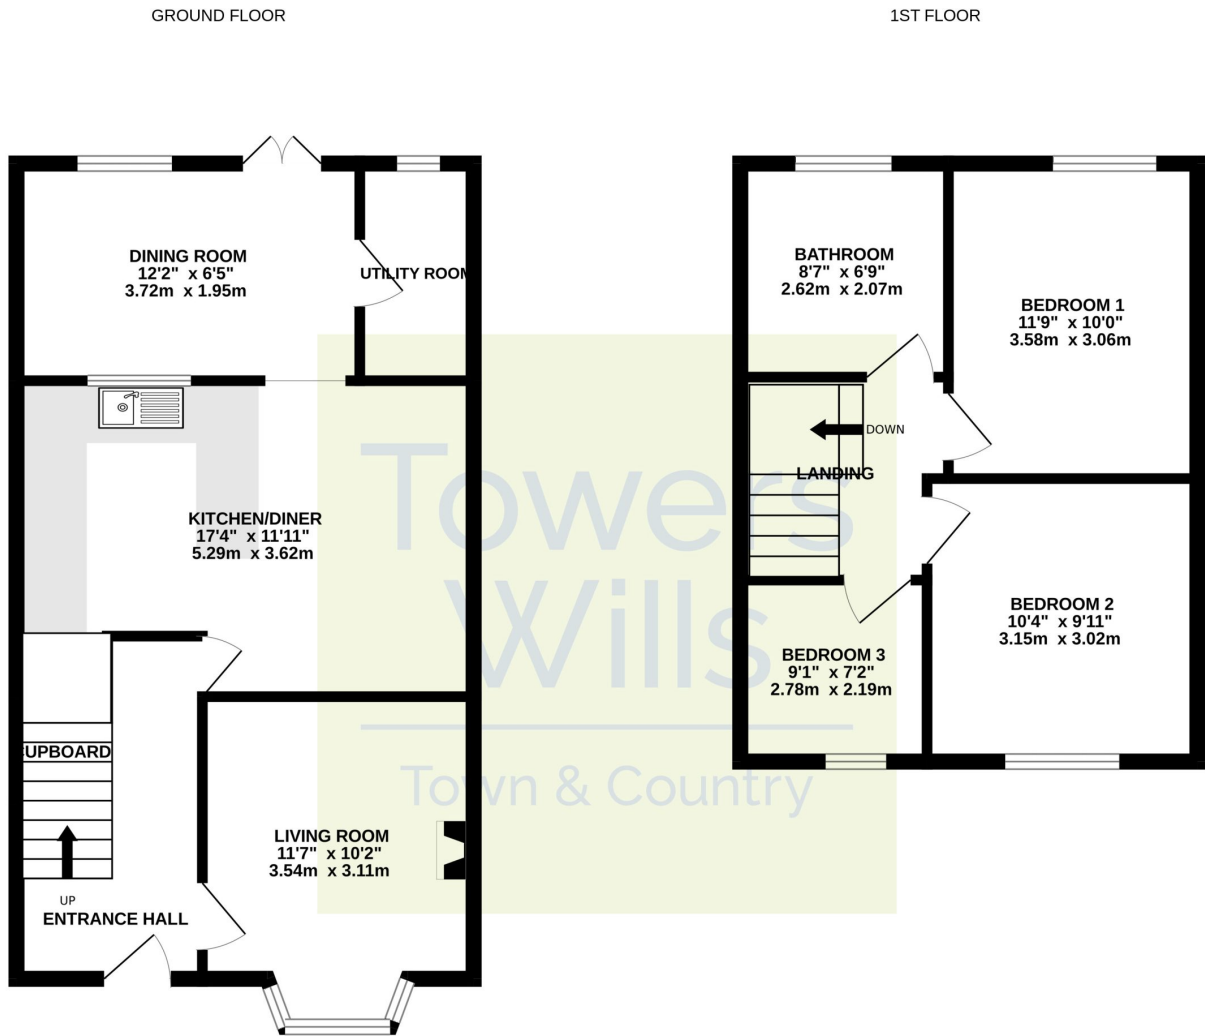 GROUND FLOOR
1ST FLOOR
DINING ROOM
12'2" x 6'5"
3.72m x 1.95m
UTILITY ROOM
KITCHEN/DINER
17'4" x 11'11"
5.29m x 3.62m
UPBOARD
UP
ENTRANCE HALL
LIVING ROOM
11'7" x 10'2"
3.54m x 3.11m
BATHROOM
8'7" x 6'9"
2.62m x 2.07m
BEDROOM 1
11'9" x 10'0"
3.58m x 3.06m
DOWN
LANDING
BEDROOM 2
10'4" x 9'11"
3.15m x 3.02m
BEDROOM 3
9'1" x 7'2"
2.78m x 2.19m
Towers
Wills
Town & Country